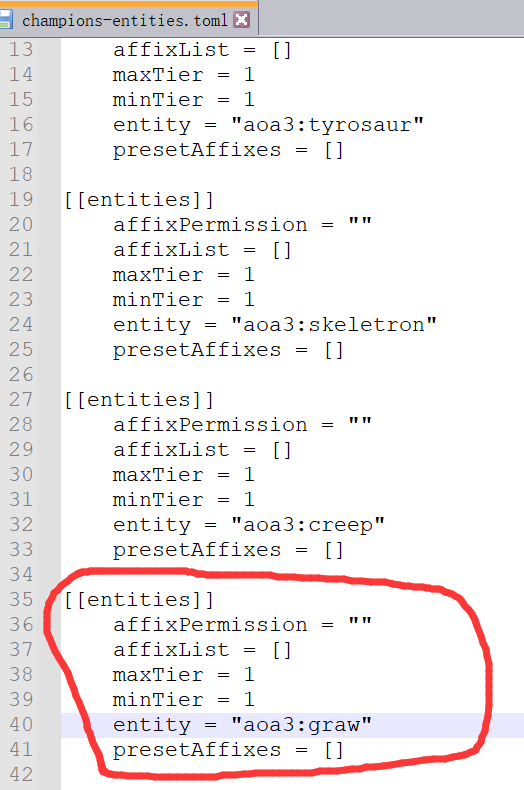 champions-entities.toml
13 affixList = []
14 maxTier = 1
15 minTier = 1
16 entity = "aoa3:tyrosaur"
17 presetAffixes = []
18
19 [[entities]]
20 affixPermission = ""
21 affixList = []
22 maxTier = 1
23 minTier = 1
24 entity = "aoa3:skeletron"
25 presetAffixes = []
26
27 [[entities]]
28 affixPermission = ""
29 affixList = []
30 maxTier = 1
31 minTier = 1
32 entity = "aoa3:creep"
33 presetAffixes = []
34
35 [[entities]]
36 affixPermission = ""
37 affixList = []
38 maxTier = 1
39 minTier = 1
40 entity = "aoa3:graw"
41 presetAffixes = []
42